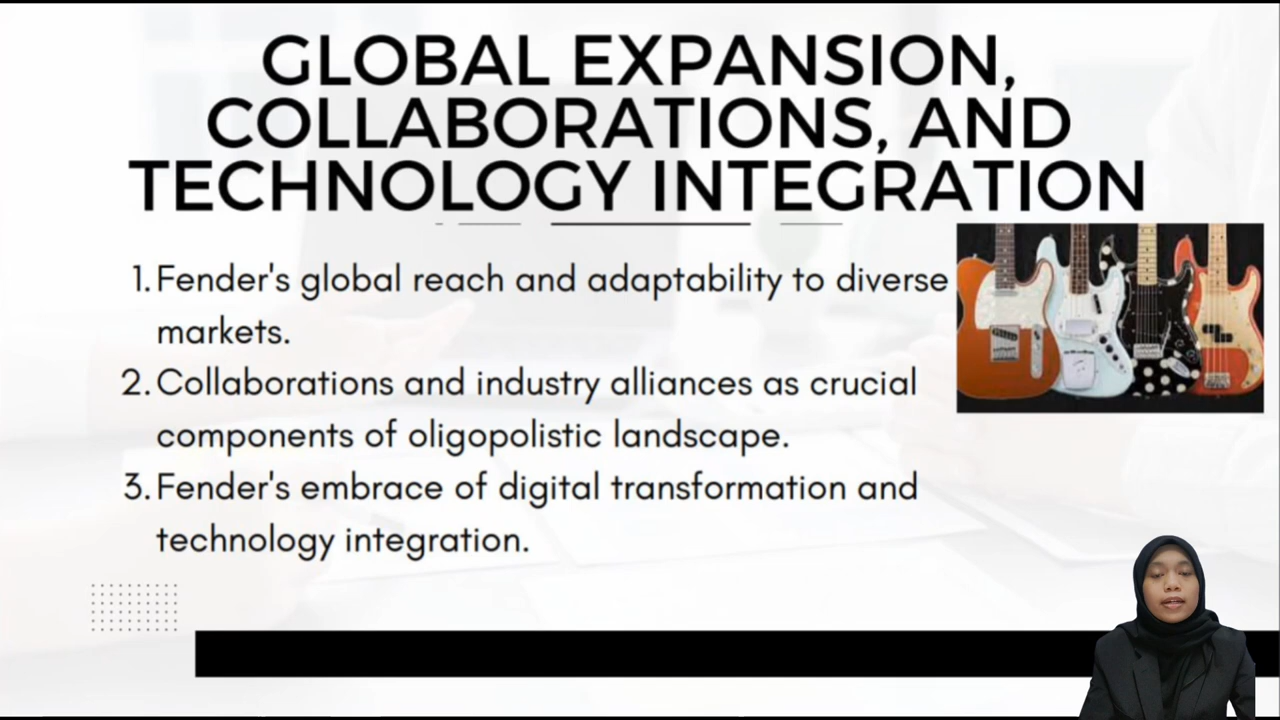 GLOBAL EXPANSION,
COLLABORATIONS, AND
TECHNOLOGY INTEGRATION
1. Fender's global reach and adaptability to diverse
markets.
2. Collaborations and industry alliances as crucial
components of oligopolistic landscape.
3. Fender's embrace of digital transformation and
technology integration.